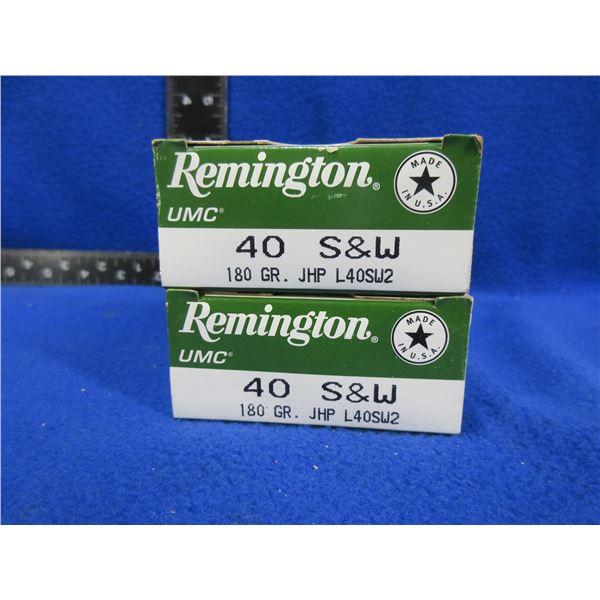 Remington®
MADE
IN U.S.A.
UMC®
40 S&W
180 GR. JHP L40SW2
Remington®
MADE
IN U.S.A.
UMC®
40 S&W
180 GR. JHP L40SW2